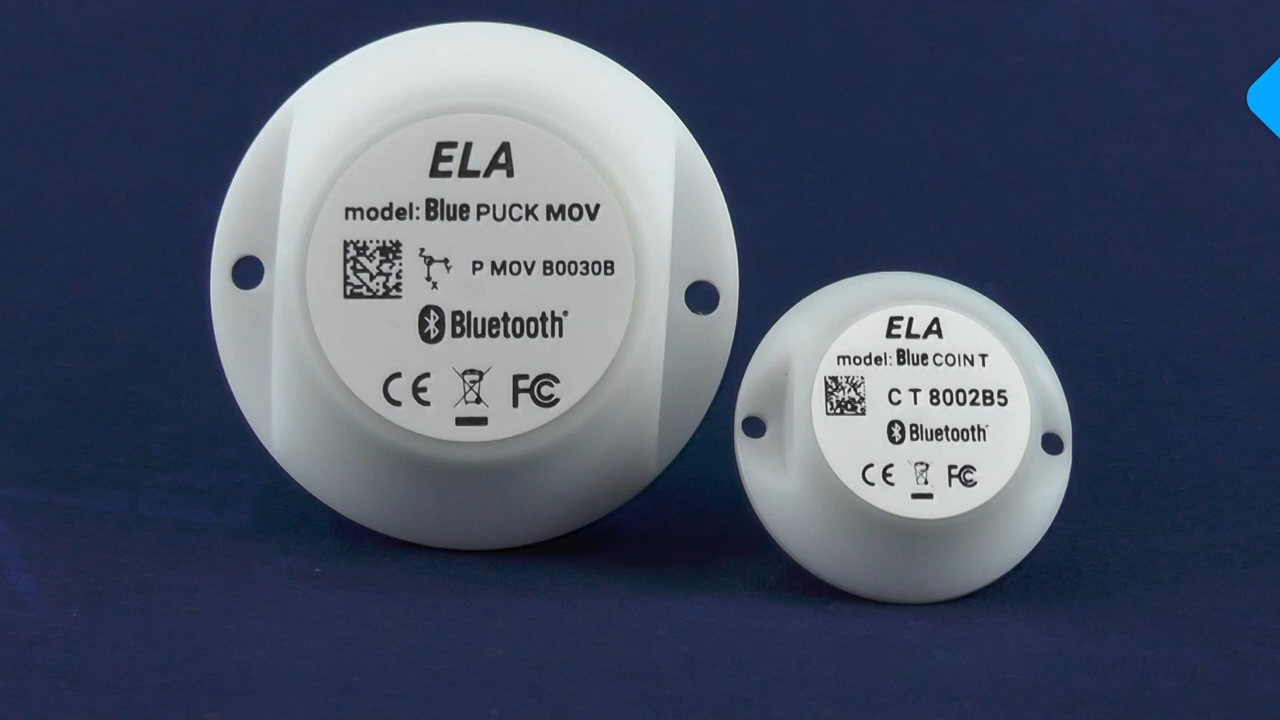 ELA
model: Blue PUCK MOV
Z Y X
P MOV B0030B
Bluetooth®
CE FC
ELA
model: Blue COIN T
C T 8002B5
Bluetooth®
CE FC